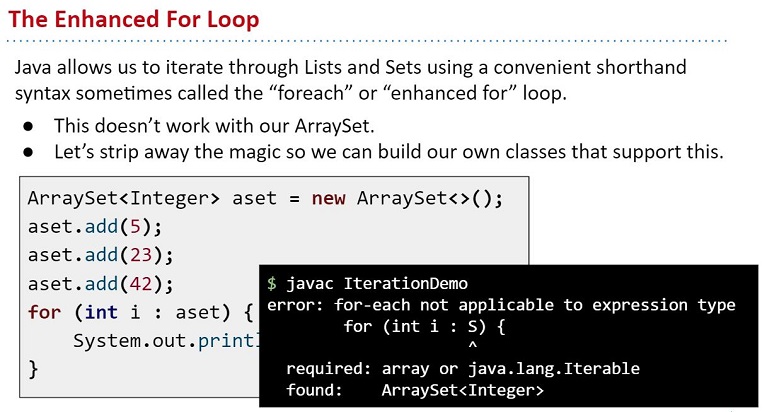 The Enhanced For Loop
Java allows us to iterate through Lists and Sets using a convenient shorthand
syntax sometimes called the “foreach” or “enhanced for” loop.
● This doesn’t work with our ArraySet.
● Let’s strip away the magic so we can build our own classes that support this.
ArraySet<Integer> aset = new ArraySet<>();
aset.add(5);
aset.add(23);
aset.add(42);
for (int i : aset) {
System.out.print
}
$ javac IterationDemo
error: for-each not applicable to expression type
for (int i : S) {
^
required: array or java.lang.Iterable
found: ArraySet<Integer>